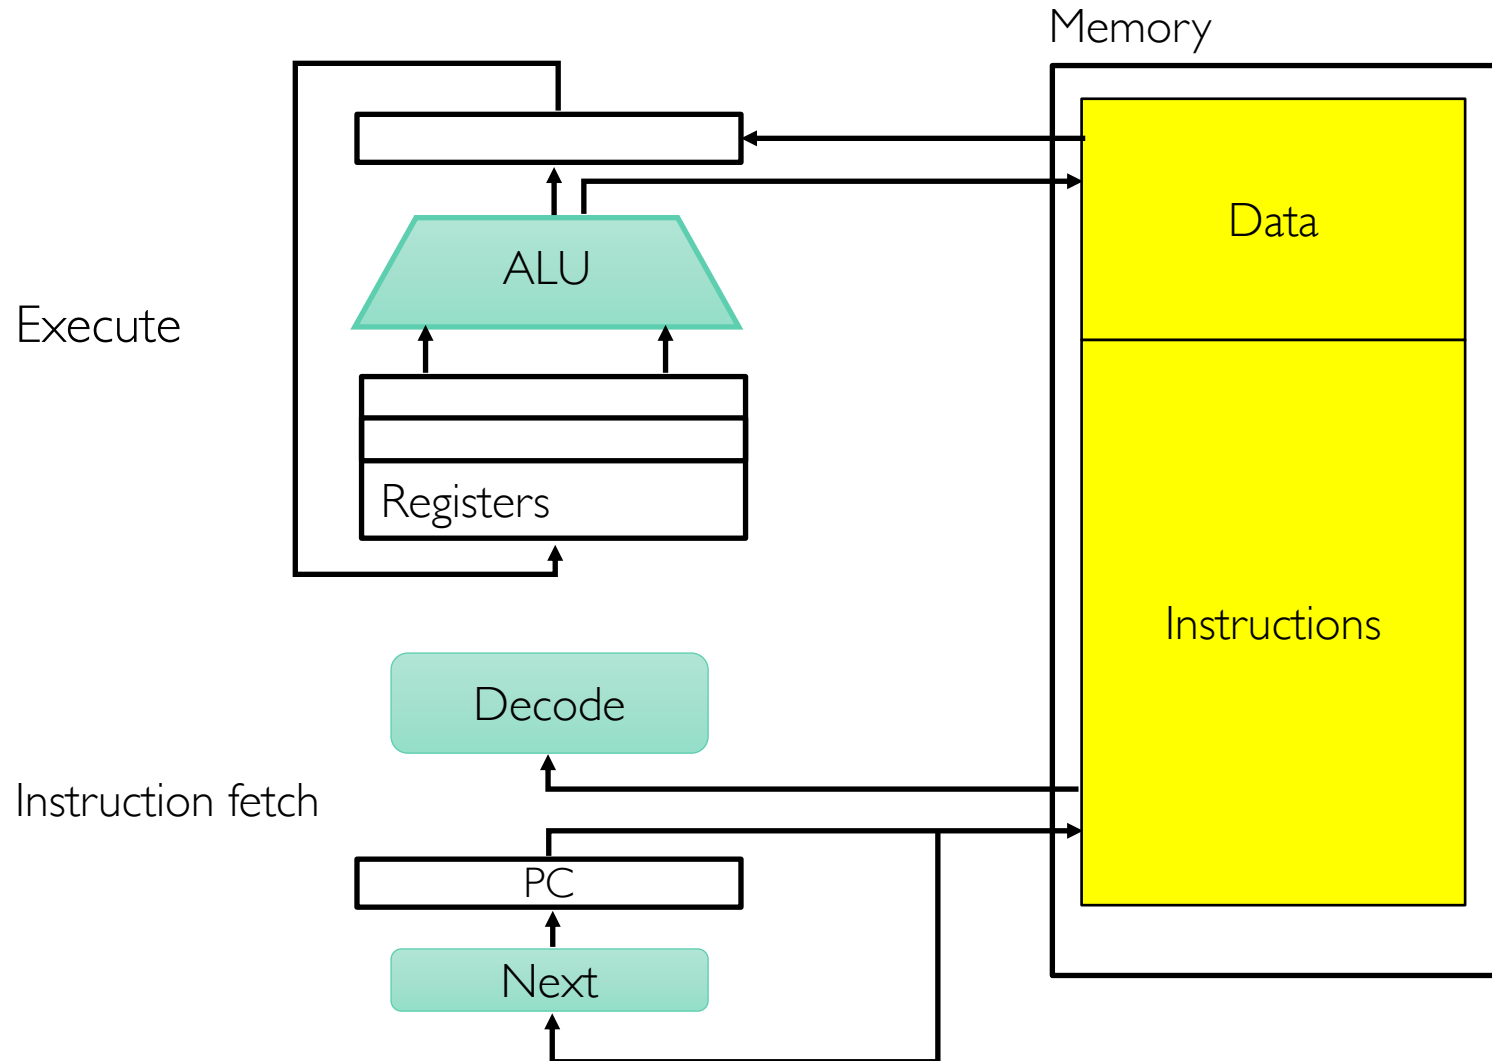 Memory
Data
ALU
Execute
Registers
Instructions
Decode
Instruction fetch
PC
Next